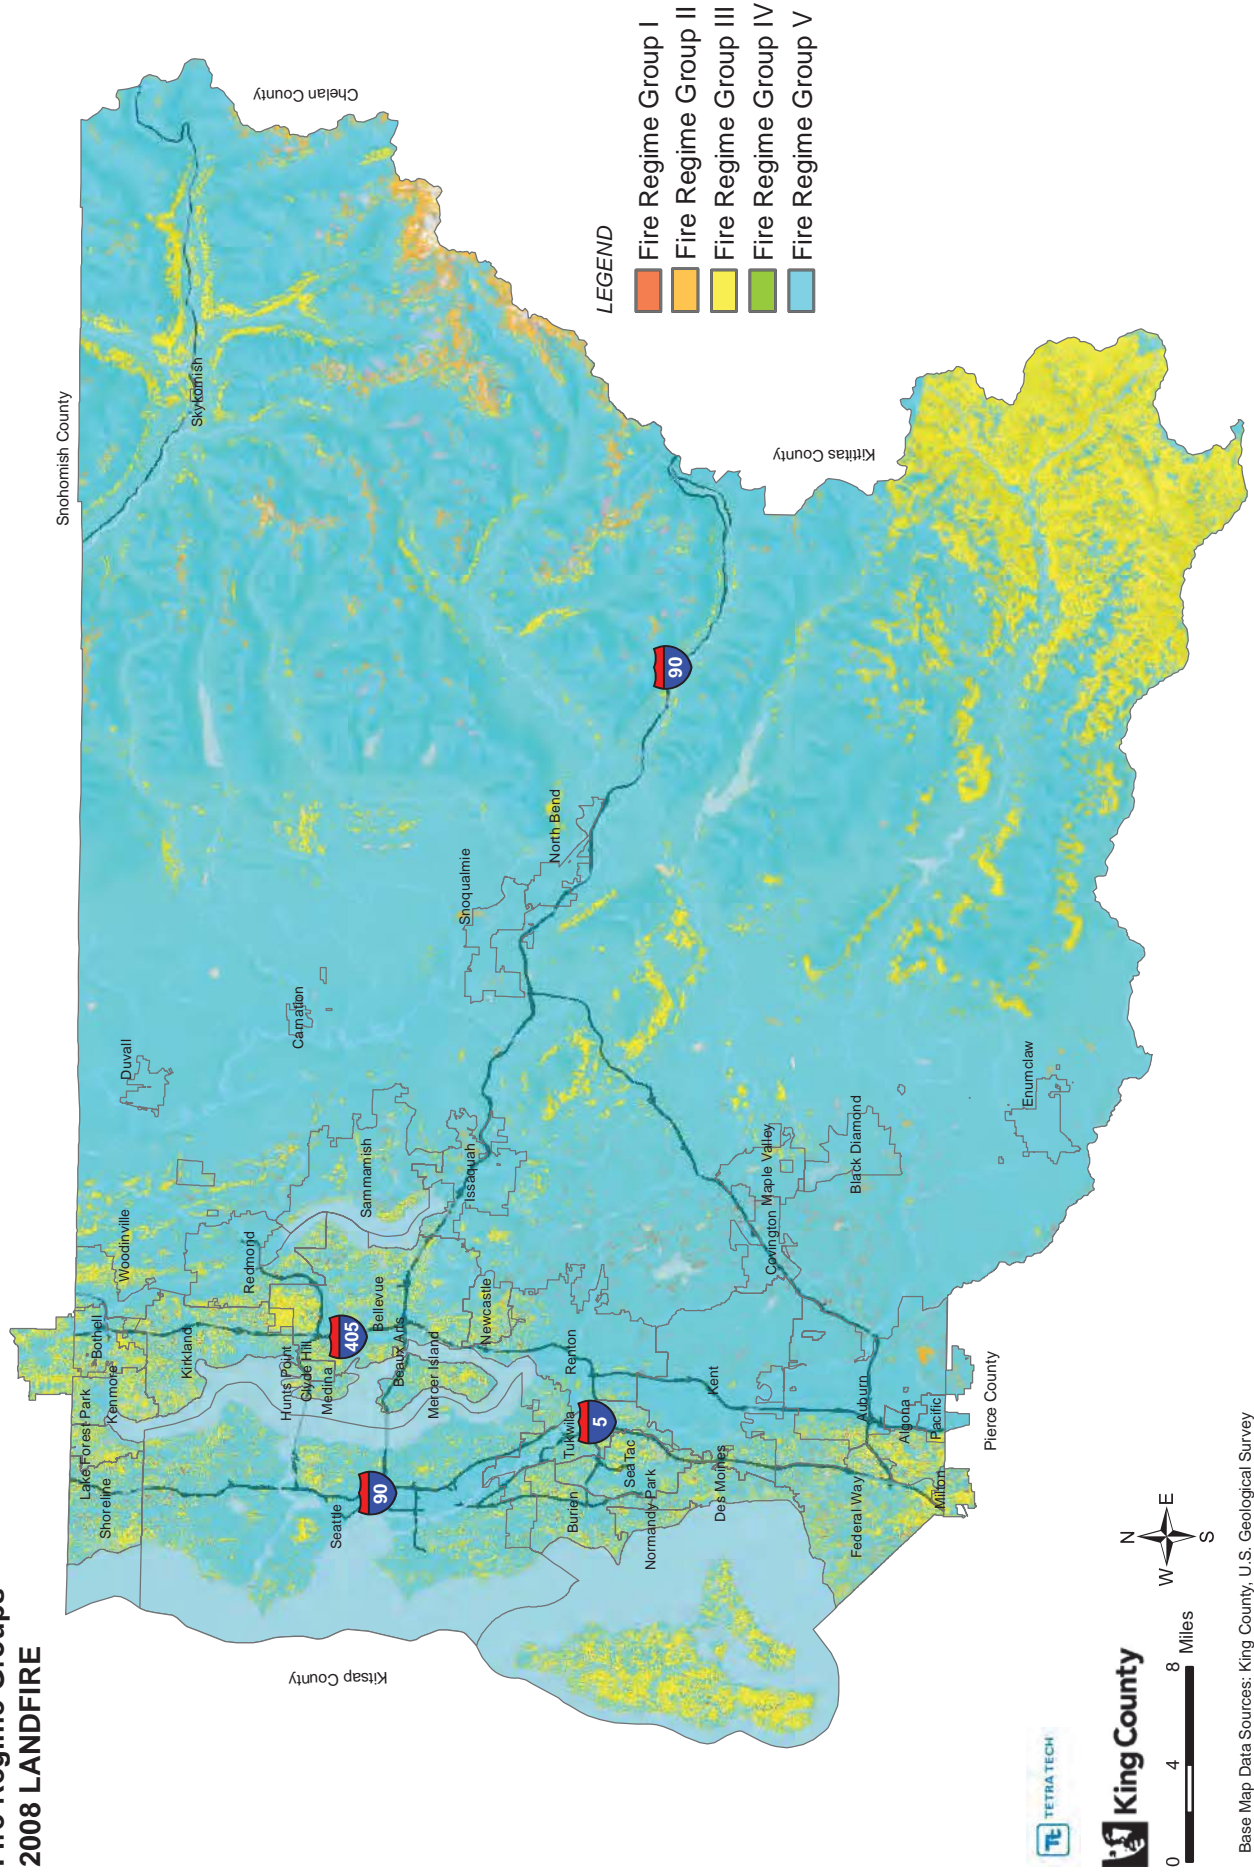 2008 LANDFIRE
Snohomish County
Chelan County
Kittitas County
Kitsap County
Pierce County
LEGEND
Fire Regime Group I
Fire Regime Group II
Fire Regime Group III
Fire Regime Group IV
Fire Regime Group V
Skykomish
Duvall
Carnation
Snoqualmie
North Bend
90
Woodinville
Redmond
Sammamish
Issaquah
Bothell
Kenmore
Lake Forest Park
Shoreline
Kirkland
Hunts Point
Clyde Hill
Medina
405
Bellevue
Beaux Arts
Mercer Island
Newcastle
Seattle
90
Renton
Tukwila
5
SeaTac
Burien
Normandy Park
Des Moines
Kent
Covington
Maple Valley
Black Diamond
Enumclaw
Auburn
Algona
Pacific
Federal Way
Milton
N
W
E
S
Tt TETRA TECH
King County
0
4
8
Miles
Base Map Data Sources: King County, U.S. Geological Survey